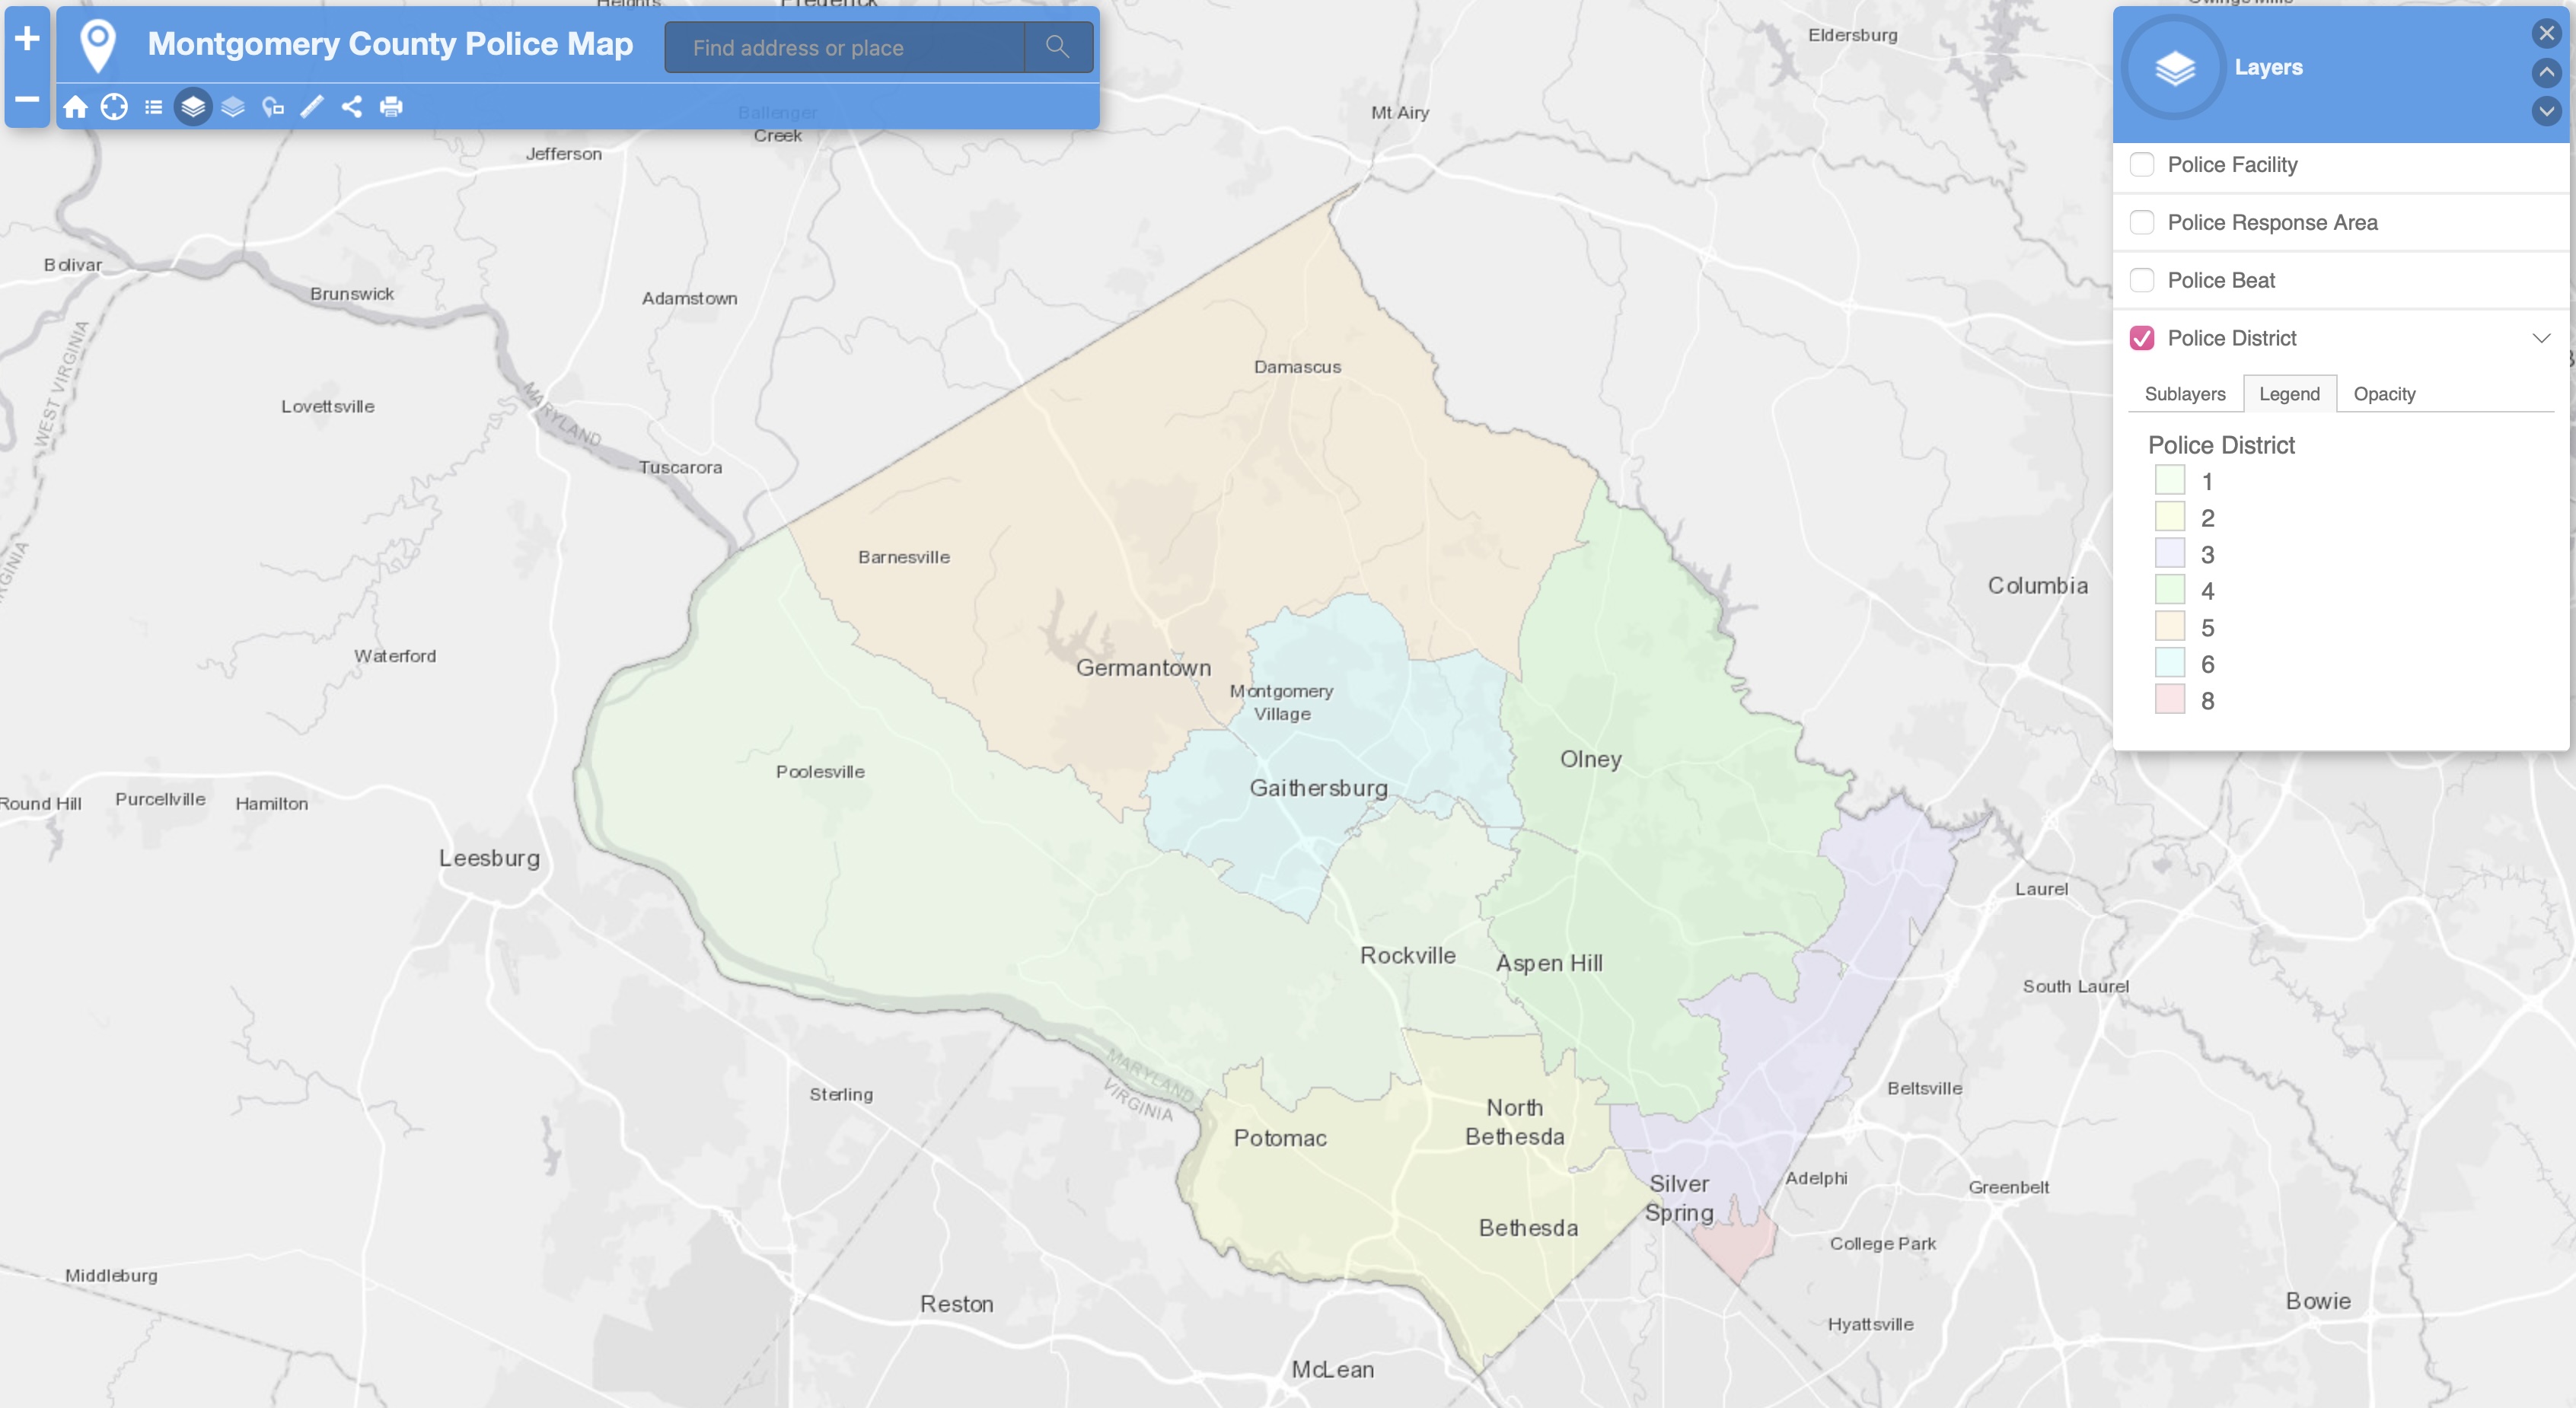 Heights
Frederick
Owings Mills
Montgomery County Police Map
Find address or place
Layers
Police Facility
Police Response Area
Police Beat
Police District
Sublayers
Legend
Opacity
Police District
1
2
3
4
5
6
8
Eldersburg
Mt Airy
Ballenger
Creek
Jefferson
Bolivar
Brunswick
Adamstown
WEST VIRGINIA
Damascus
Lovettsville
MARYLAND
Tuscarora
Barnesville
Columbia
Waterford
Germantown
Montgomery
Village
Olney
Poolesville
Gaithersburg
Round Hill
Purcellville
Hamilton
Leesburg
Laurel
Rockville
Aspen Hill
South Laurel
MARYLAND
VIRGINIA
Sterling
Beltsville
North
Bethesda
Potomac
Silver
Spring
Adelphi
Greenbelt
Bethesda
College Park
Middleburg
Reston
Bowie
Hyattsville
McLean